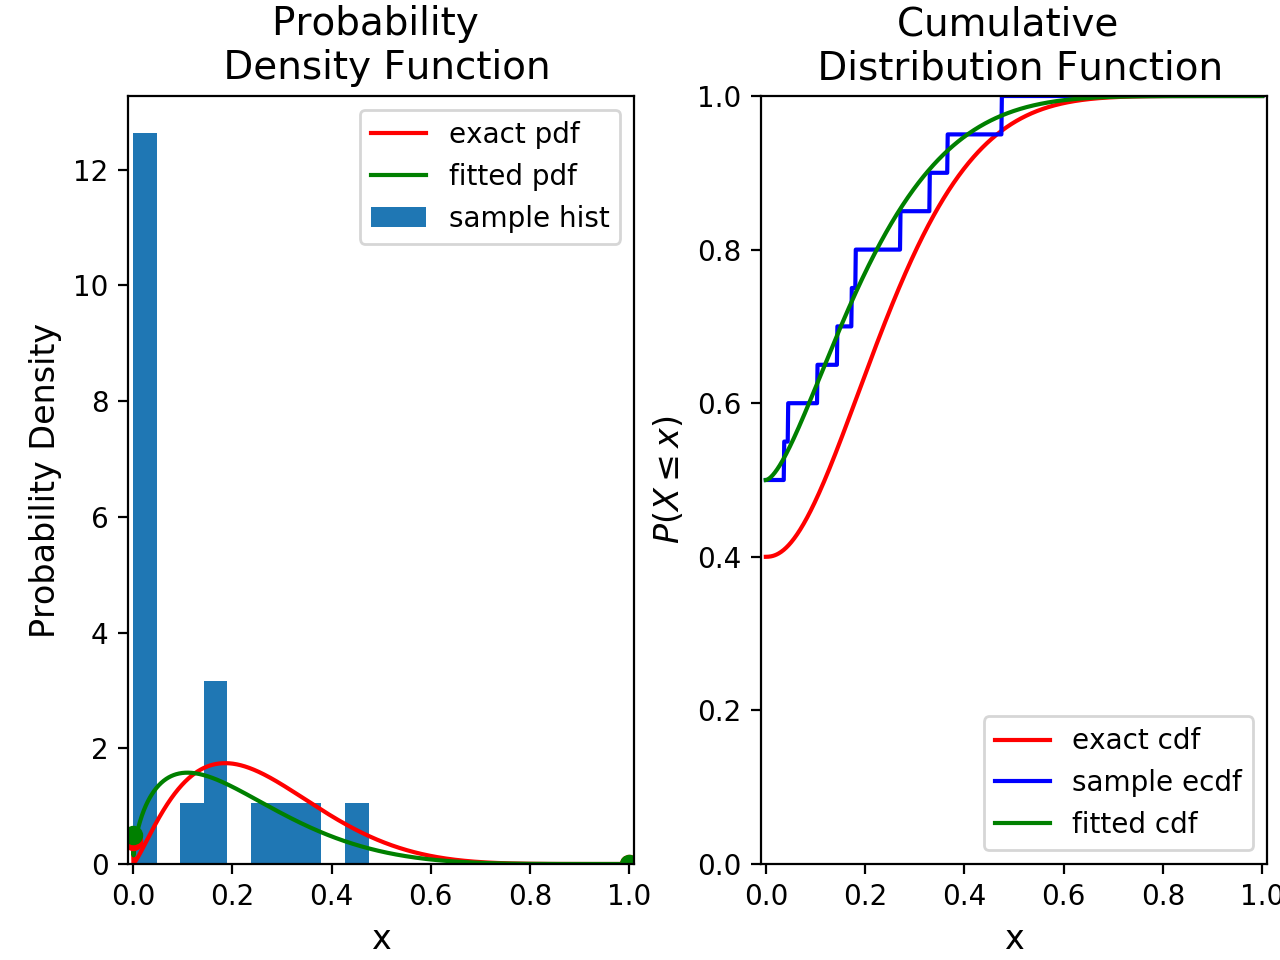 Probability
Density Function
exact pdf
fitted pdf
sample hist
Probability Density
12
10
8
6
4
2
0
0.0 0.2 0.4 0.6 0.8 1.0
x
Cumulative
Distribution Function
P(X ≤ x)
1.0
0.8
0.6
0.4
0.2
0.0
exact cdf
sample ecdf
fitted cdf
0.0 0.2 0.4 0.6 0.8 1.0
x